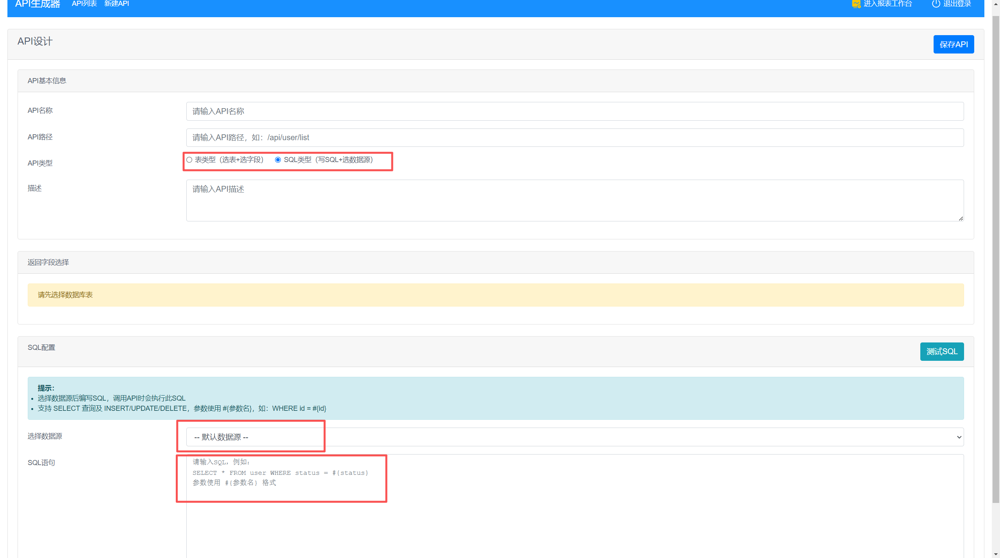 API生成器 API列表 新建API 进入报表工作台 退出登录
API设计 保存API
API基本信息
API名称 请输入API名称
API路径 请输入API路径，如：/api/user/list
API类型 表类型（选表+选字段） SQL类型（写SQL+选数据源）
描述 请输入API描述
返回字段选择
请先选择数据库表
SQL配置 测试SQL
提示：
选择数据源后编写SQL，调用API时会执行此SQL
支持 SELECT 查询及 INSERT/UPDATE/DELETE，参数使用 #{参数名}，如：WHERE id = #{id}
选择数据源 -- 默认数据源 --
SQL语句 请输入SQL，例如：
SELECT * FROM user WHERE status = #{status}
参数使用 #{参数名} 格式